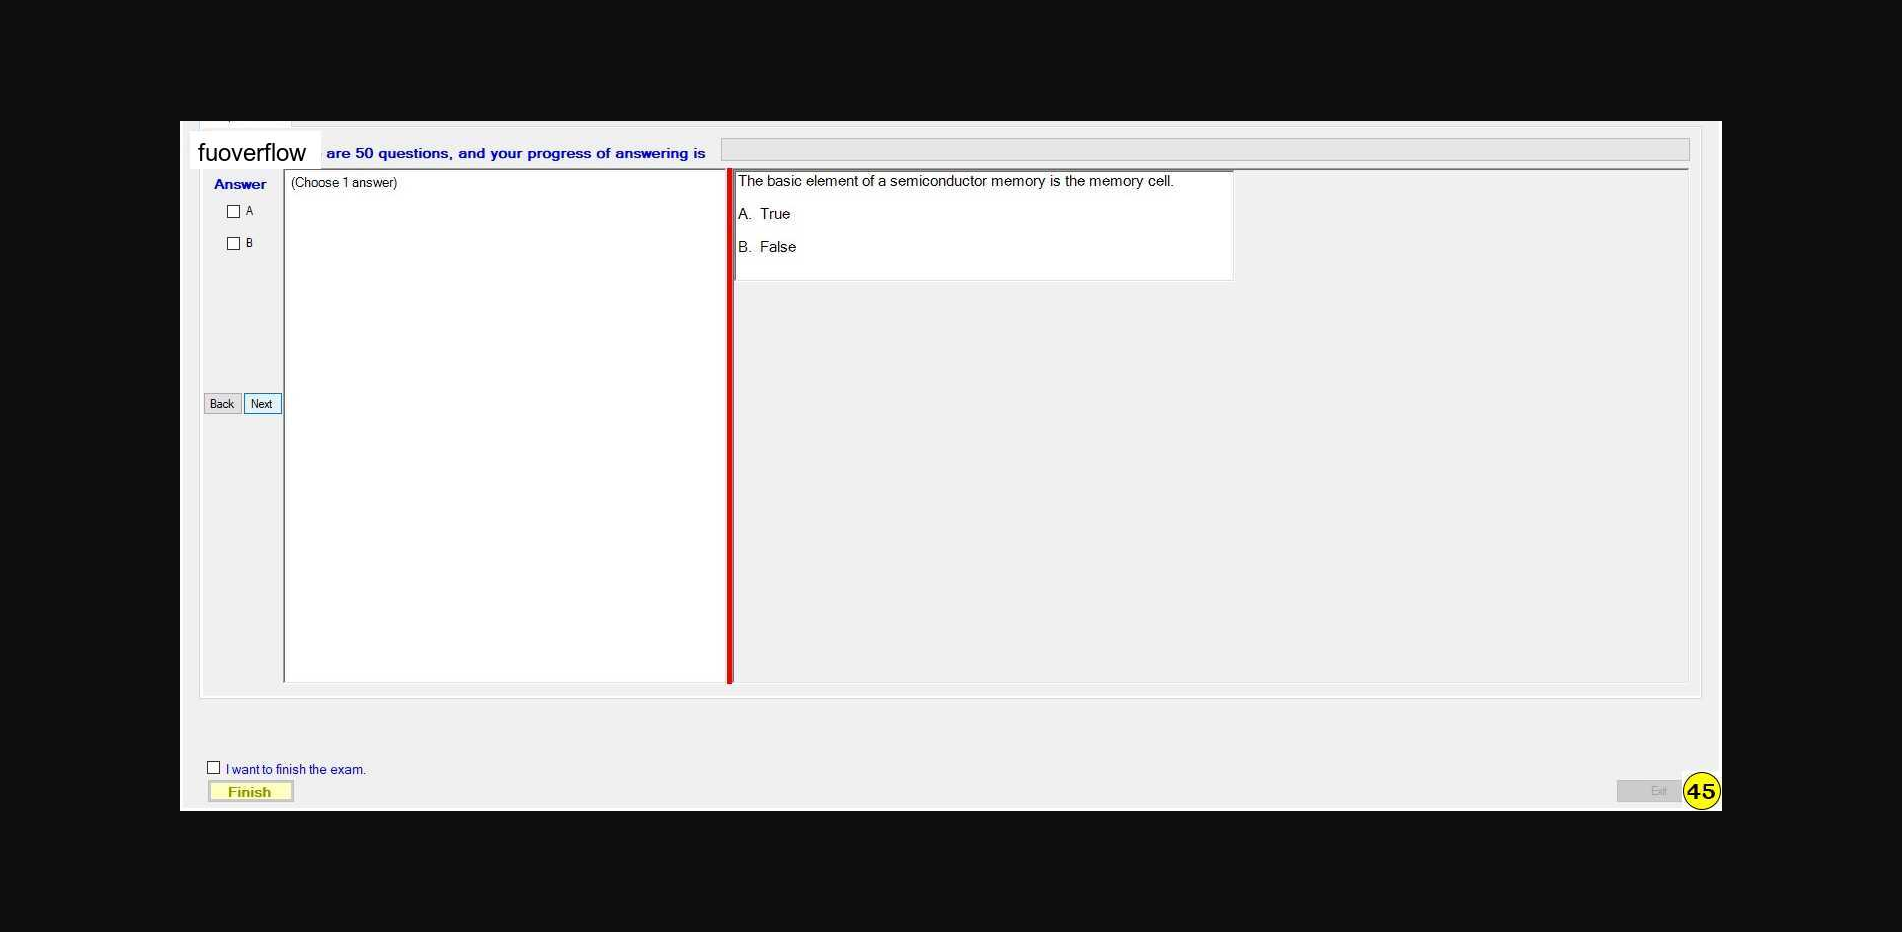 fuoverflow are 50 questions, and your progress of answering is
Answer
A
B
Back Next
(Choose 1 answer)
The basic element of a semiconductor memory is the memory cell.
A. True
B. False
I want to finish the exam.
Finish
Exit
45